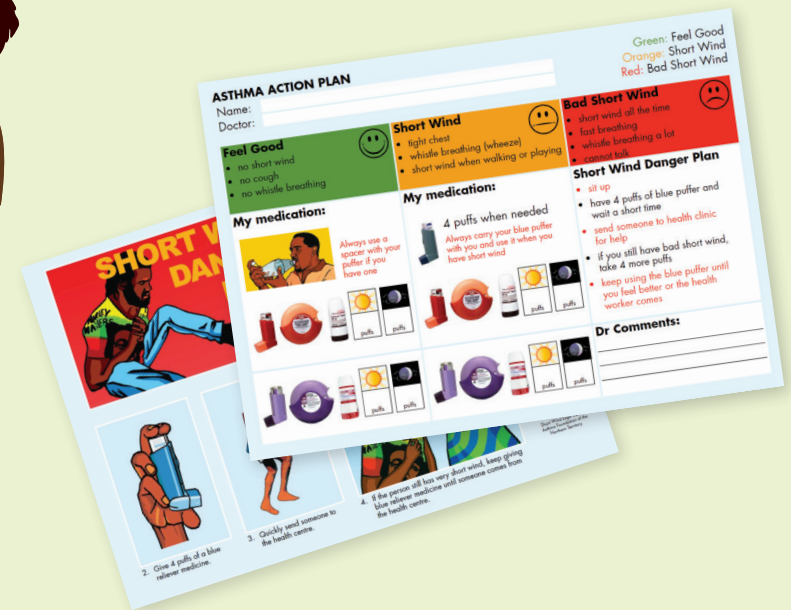 ASTHMA ACTION PLAN
Name:
Doctor:
Green: Feel Good
Orange: Short Wind
Red: Bad Short Wind
Feel Good
• no short wind
• no cough
• no whistle breathing
Short Wind
• tight chest
• whistle breathing (wheeze)
• short wind when walking or playing
Bad Short Wind
• short wind all the time
• fast breathing
• whistle breathing a lot
• cannot talk
My medication:
Always use a
spacer with your
puffer if you
have one
puffs
puffs
puffs
puffs
My medication:
4 puffs when needed
Always carry your blue puffer
with you and use it when you
have short wind
puffs
puffs
puffs
puffs
Short Wind Danger Plan
• sit up
• have 4 puffs of blue puffer and
wait a short time
• send someone to health clinic
for help
• if you still have bad short wind,
take 4 more puffs
• keep using the blue puffer until
you feel better or the health
worker comes
Dr Comments:
SHORT W
DAN
2. Give 4 puffs of a blue
reliever medicine.
3. Quickly send someone to
the health centre.
4. If the person still has very short wind, keep giving
blue reliever medicine until someone comes from
the health centre.
Asthma Foundation of the
Northern Territory